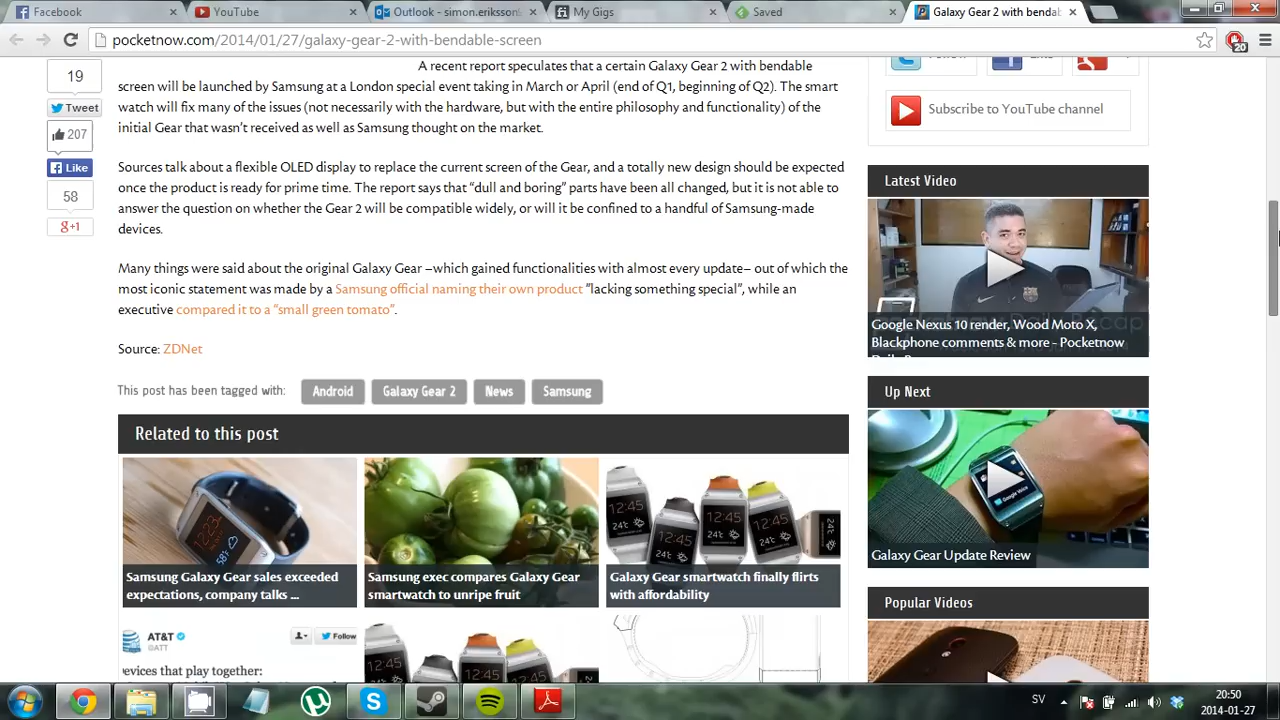 Facebook
YouTube
Outlook - simon.eriksson
My Gigs
Saved
Galaxy Gear 2 with benda
pocketnow.com/2014/01/27/galaxy-gear-2-with-bendable-screen
20
19
Tweet
207
Like
58
g+1
A recent report speculates that a certain Galaxy Gear 2 with bendable
screen will be launched by Samsung at a London special event taking in March or April (end of Q1, beginning of Q2). The smart
watch will fix many of the issues (not necessarily with the hardware, but with the entire philosophy and functionality) of the
initial Gear that wasn't received as well as Samsung thought on the market.
Sources talk about a flexible OLED display to replace the current screen of the Gear, and a totally new design should be expected
once the product is ready for prime time. The report says that "dull and boring" parts have been all changed, but it is not able to
answer the question on whether the Gear 2 will be compatible widely, or will it be confined to a handful of Samsung-made
devices.
Many things were said about the original Galaxy Gear –which gained functionalities with almost every update– out of which the
most iconic statement was made by a Samsung official naming their own product "lacking something special", while an
executive compared it to a "small green tomato".
Source: ZDNet
This post has been tagged with:
Android
Galaxy Gear 2
News
Samsung
Related to this post
Samsung Galaxy Gear sales exceeded
expectations, company talks ...
Samsung exec compares Galaxy Gear
smartwatch to unripe fruit
Galaxy Gear smartwatch finally flirts
with affordability
AT&T
@ATT
Follow
evices that play together:
Subscribe to YouTube channel
Latest Video
Google Nexus 10 render, Wood Moto X,
Blackphone comments & more - Pocketnow
Up Next
Galaxy Gear Update Review
Popular Videos
SV
20:50
2014-01-27